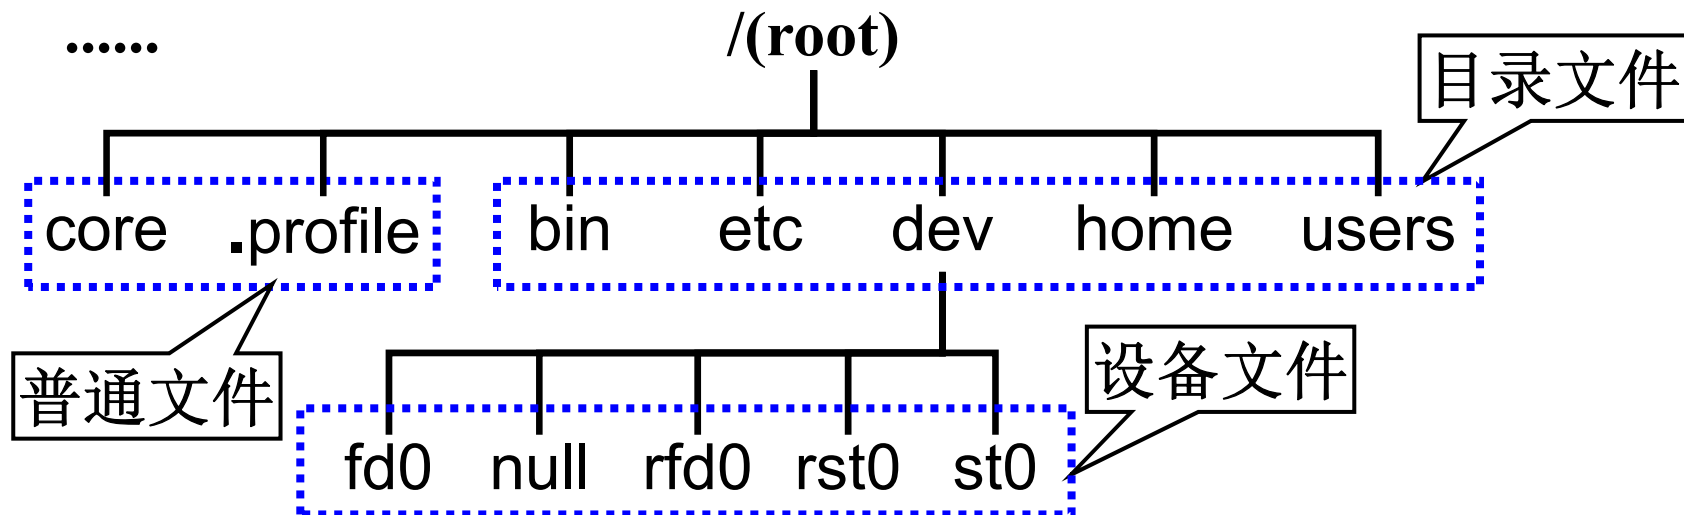 ...... /(root)
目录文件
core .profile bin etc dev home users
普通文件
设备文件
fd0 null rfd0 rst0 st0